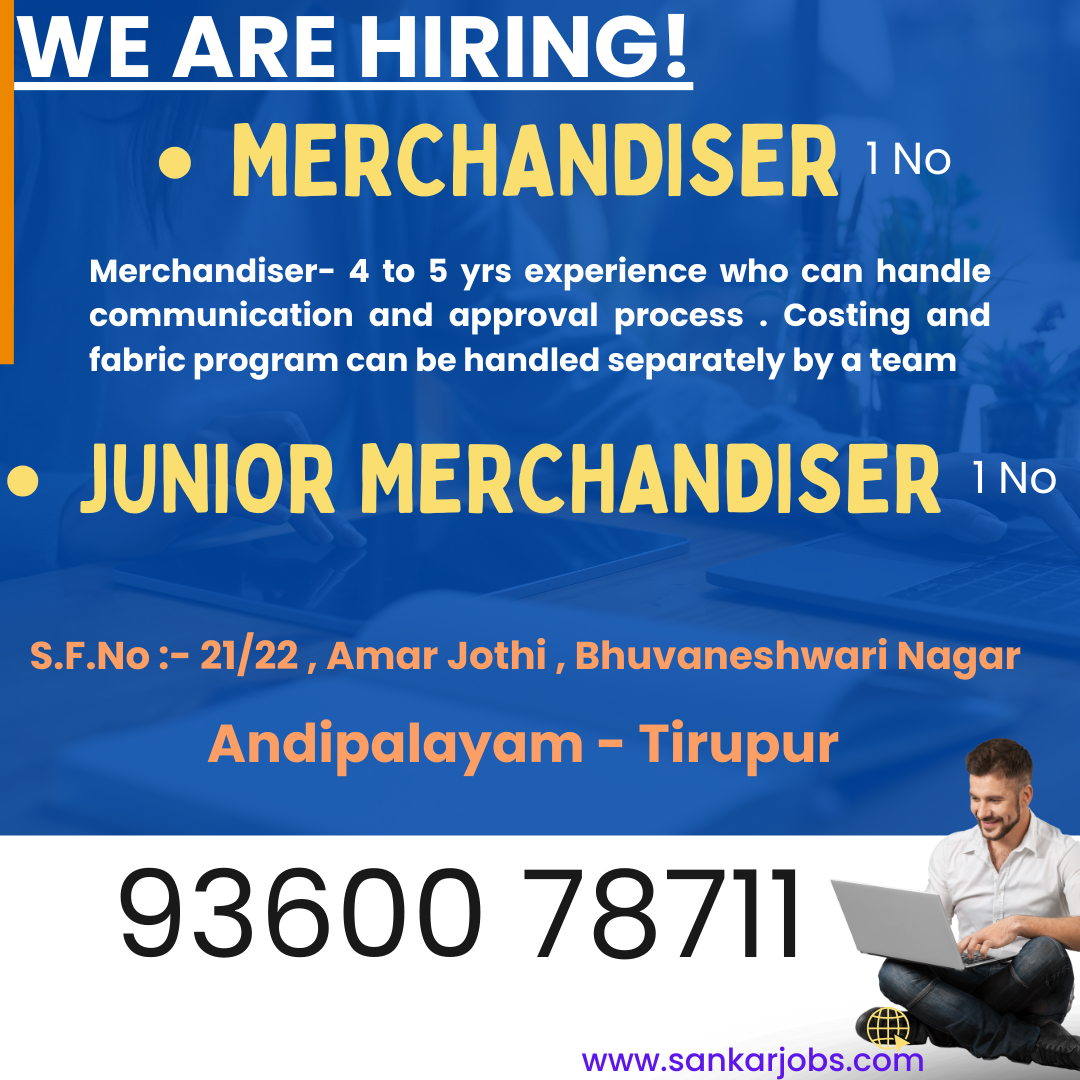 WE ARE HIRING!
• MERCHANDISER 1 No
Merchandiser- 4 to 5 yrs experience who can handle
communication and approval process . Costing and
fabric program can be handled separately by a team
• JUNIOR MERCHANDISER 1 No
S.F.No :- 21/22 , Amar Jothi , Bhuvaneshwari Nagar
Andipalayam - Tirupur
93600 78711
www.sankarjobs.com